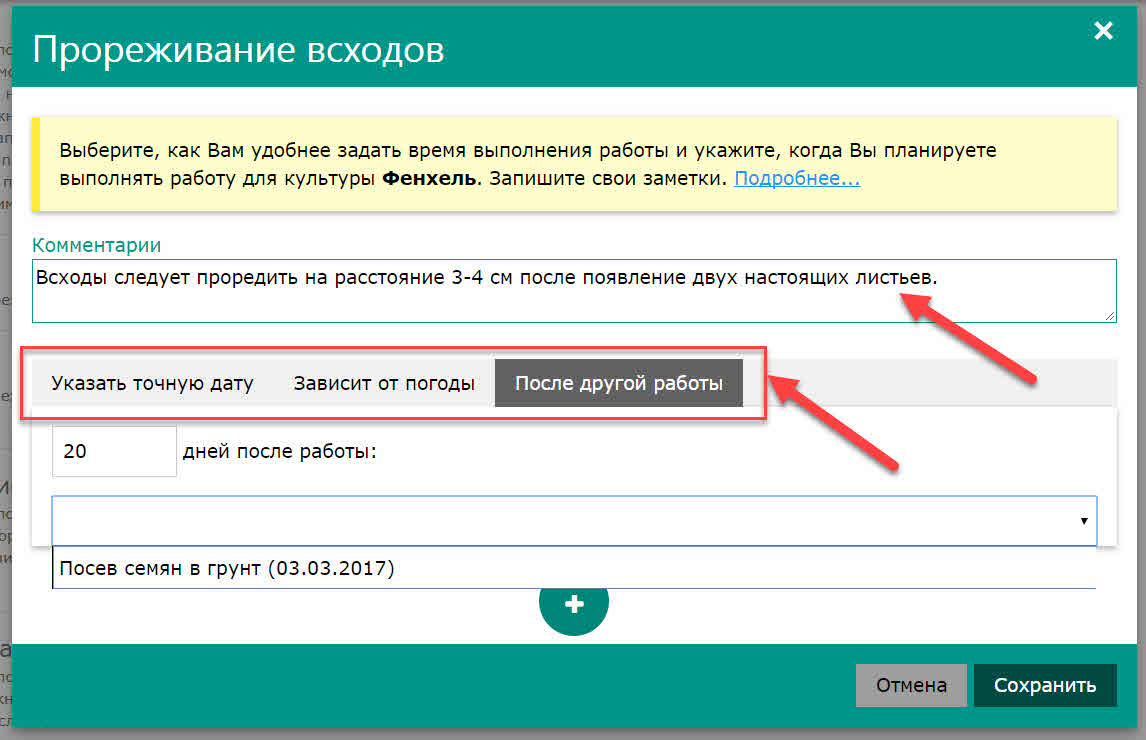 Прореживание всходов
Выберите, как Вам удобнее задать время выполнения работы и укажите, когда Вы планируете
выполнять работу для культуры Фенхель. Запишите свои заметки. Подробнее...
Комментарии
Всходы следует проредить на расстояние 3-4 см после появление двух настоящих листьев.
Указать точную дату Зависит от погоды После другой работы
20 дней после работы:
Посев семян в грунт (03.03.2017)
Отмена Сохранить